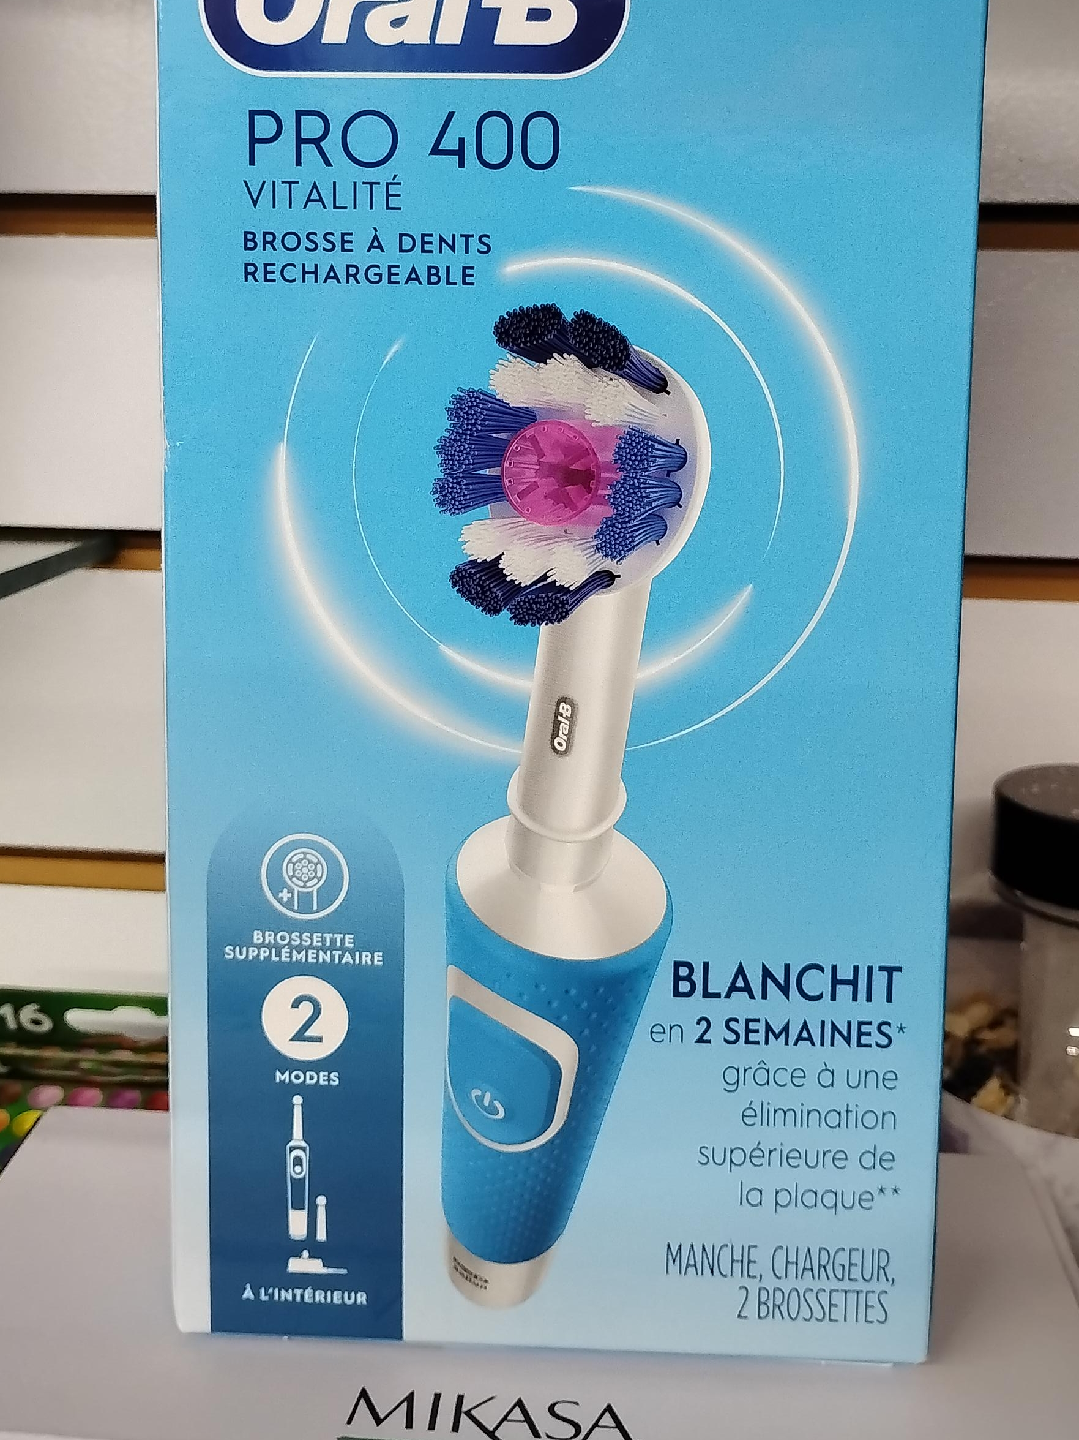 Oral-B
PRO 400
VITALITÉ
BROSSE À DENTS
RECHARGEABLE
Oral-B
BROSSETTE
SUPPLÉMENTAIRE
2
MODES
À L'INTÉRIEUR
BLANCHIT
en 2 SEMAINES*
grâce à une
élimination
supérieure de
la plaque**
MANCHE, CHARGEUR,
2 BROSSETTES
16
MIKASA